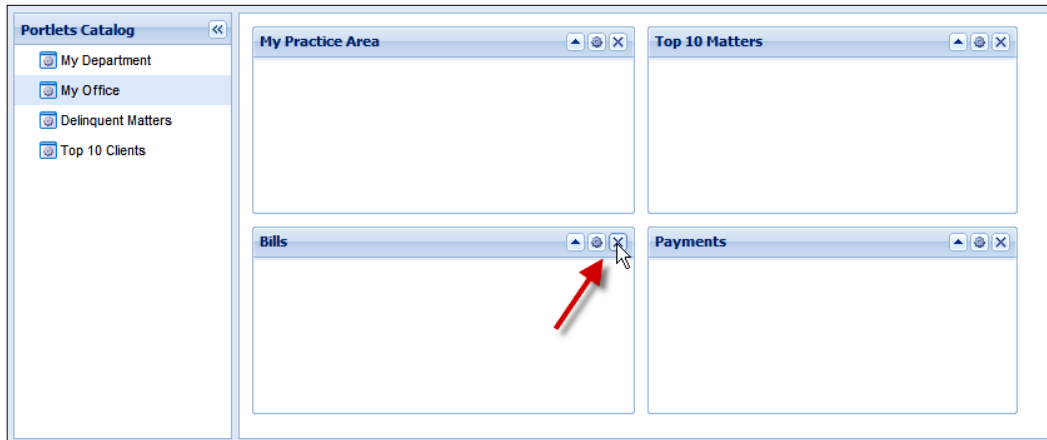 Portlets Catalog
My Department
My Office
Delinquent Matters
Top 10 Clients
My Practice Area
Top 10 Matters
Bills
Payments